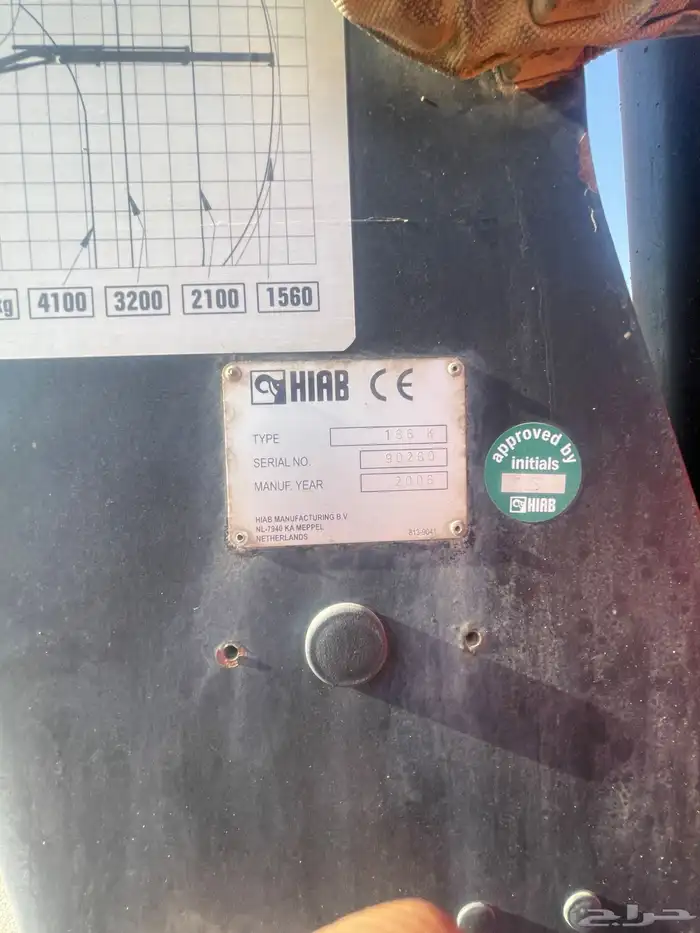 kg 4100 3200 2100 1560
HIAB CE
TYPE
SERIAL NO. 90280
MANUF. YEAR
HIAB MANUFACTURING B.V.
NL-7940 KA MEPPEL
NETHERLANDS
approved by
initials
HIAB
حراج